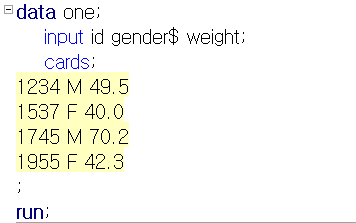 data one;
input id gender$ weight;
cards;
1234 M 49.5
1537 F 40.0
1745 M 70.2
1955 F 42.3
;
run;